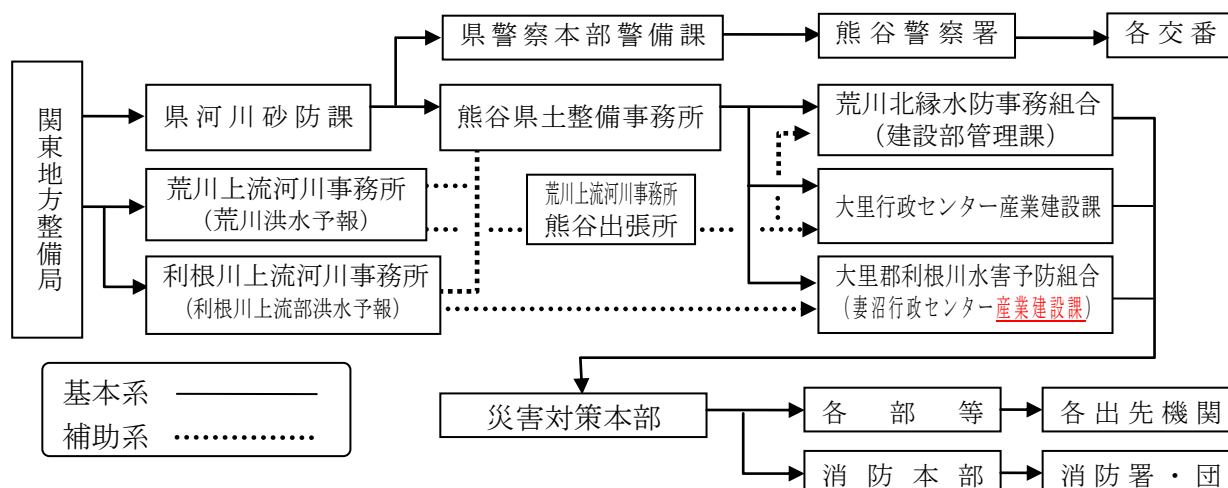 県警察本部警備課
熊谷警察署
各交番
関東地方整備局
県河川砂防課
熊谷県土整備事務所
荒川北縁水防事務組合
(建設部管理課)
荒川上流河川事務所
(荒川洪水予報)
荒川上流河川事務所
熊谷出張所
大里行政センター産業建設課
利根川上流河川事務所
(利根川上流部洪水予報)
大里郡利根川水害予防組合
(妻沼行政センター産業建設課)
基本系
補助系
災害対策本部
各部等
各出先機関
消防本部
消防署・団